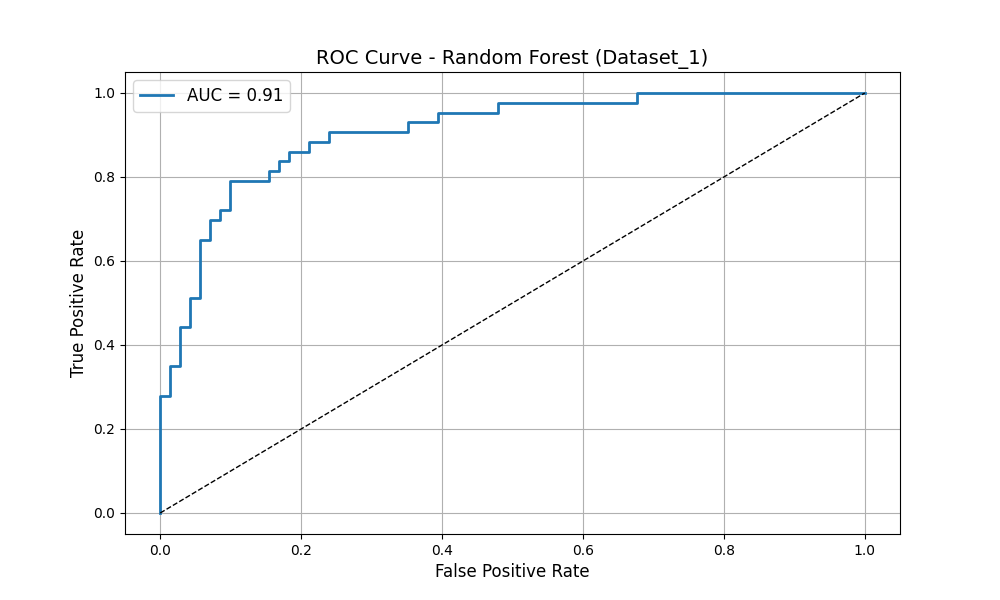 ROC Curve - Random Forest (Dataset_1)
AUC = 0.91
True Positive Rate
1.0
0.8
0.6
0.4
0.2
0.0
0.0 0.2 0.4 0.6 0.8 1.0
False Positive Rate